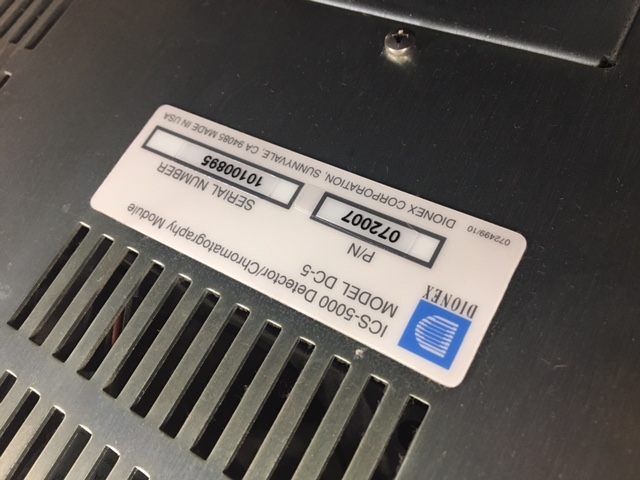 DIONEX
ICS-5000 Detector/Chromatography Module
MODEL DC-5
P/N
072007
SERIAL NUMBER
10100895
072499/10 DIONEX CORPORATION, SUNNYVALE, CA 94085 MADE IN USA